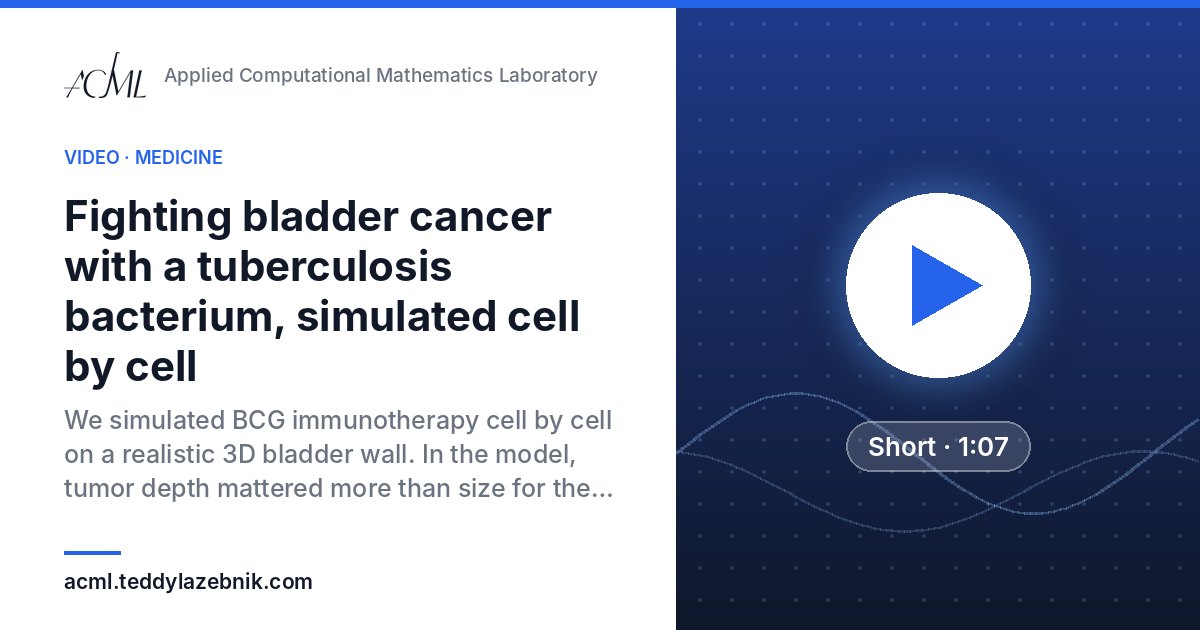 ACML
Applied Computational Mathematics Laboratory
VIDEO · MEDICINE
Fighting bladder cancer
with a tuberculosis
bacterium, simulated cell
by cell
We simulated BCG immunotherapy cell by cell
on a realistic 3D bladder wall. In the model,
tumor depth mattered more than size for the…
acml.teddylazebnik.com
Short · 1:07